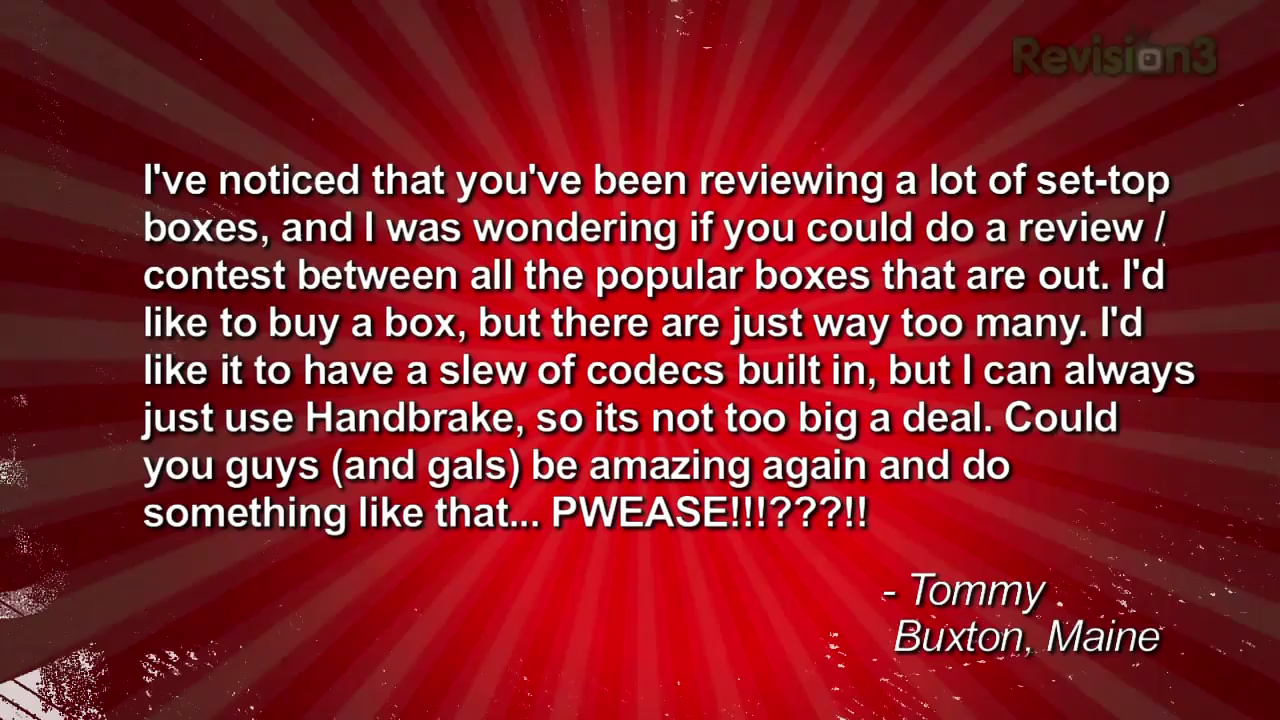 Revision3
I've noticed that you've been reviewing a lot of set-top
boxes, and I was wondering if you could do a review /
contest between all the popular boxes that are out. I'd
like to buy a box, but there are just way too many. I'd
like it to have a slew of codecs built in, but I can always
just use Handbrake, so its not too big a deal. Could
you guys (and gals) be amazing again and do
something like that... PWEASE!!!???!!
- Tommy
Buxton, Maine